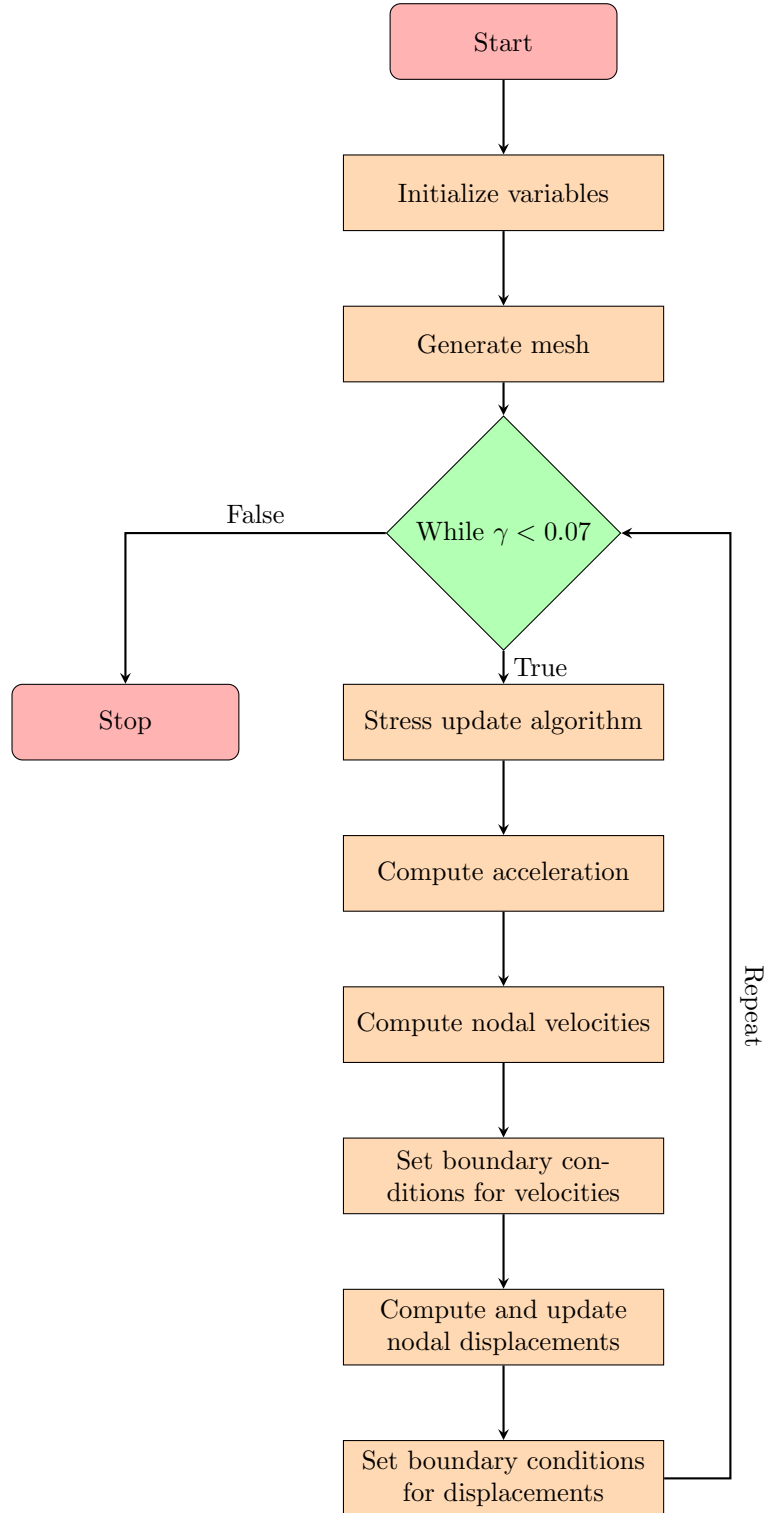 Start
Initialize variables
Generate mesh
While γ < 0.07
False
True
Stop
Stress update algorithm
Compute acceleration
Compute nodal velocities
Repeat
Set boundary con-
ditions for velocities
Compute and update
nodal displacements
Set boundary conditions
for displacements